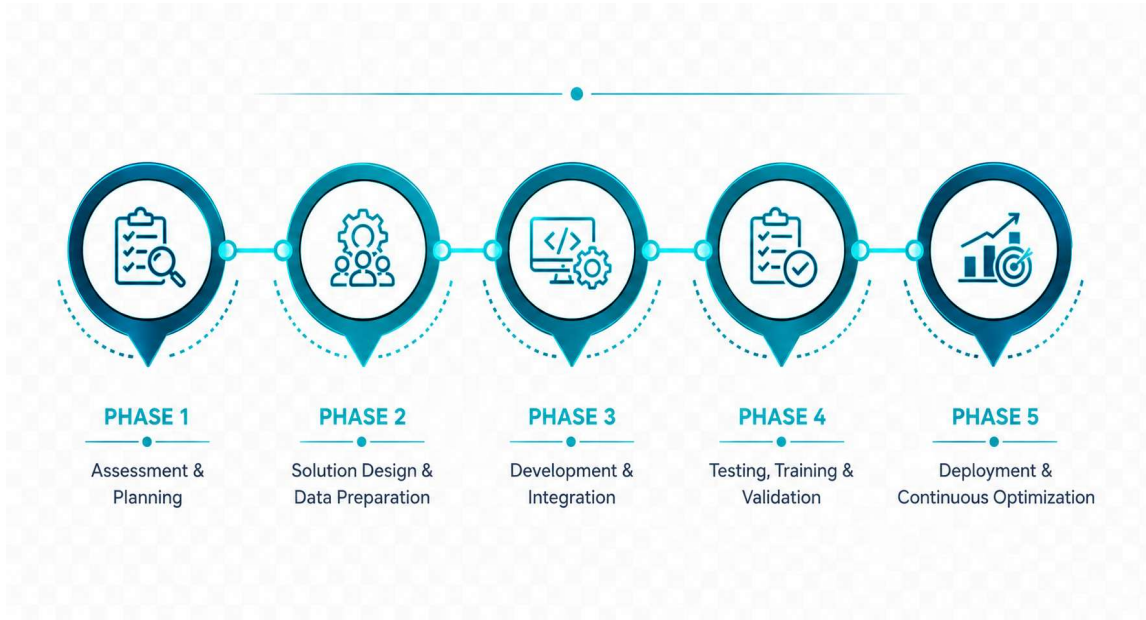 PHASE 1
Assessment &
Planning
PHASE 2
Solution Design &
Data Preparation
PHASE 3
Development &
Integration
PHASE 4
Testing, Training &
Validation
PHASE 5
Deployment &
Continuous Optimization